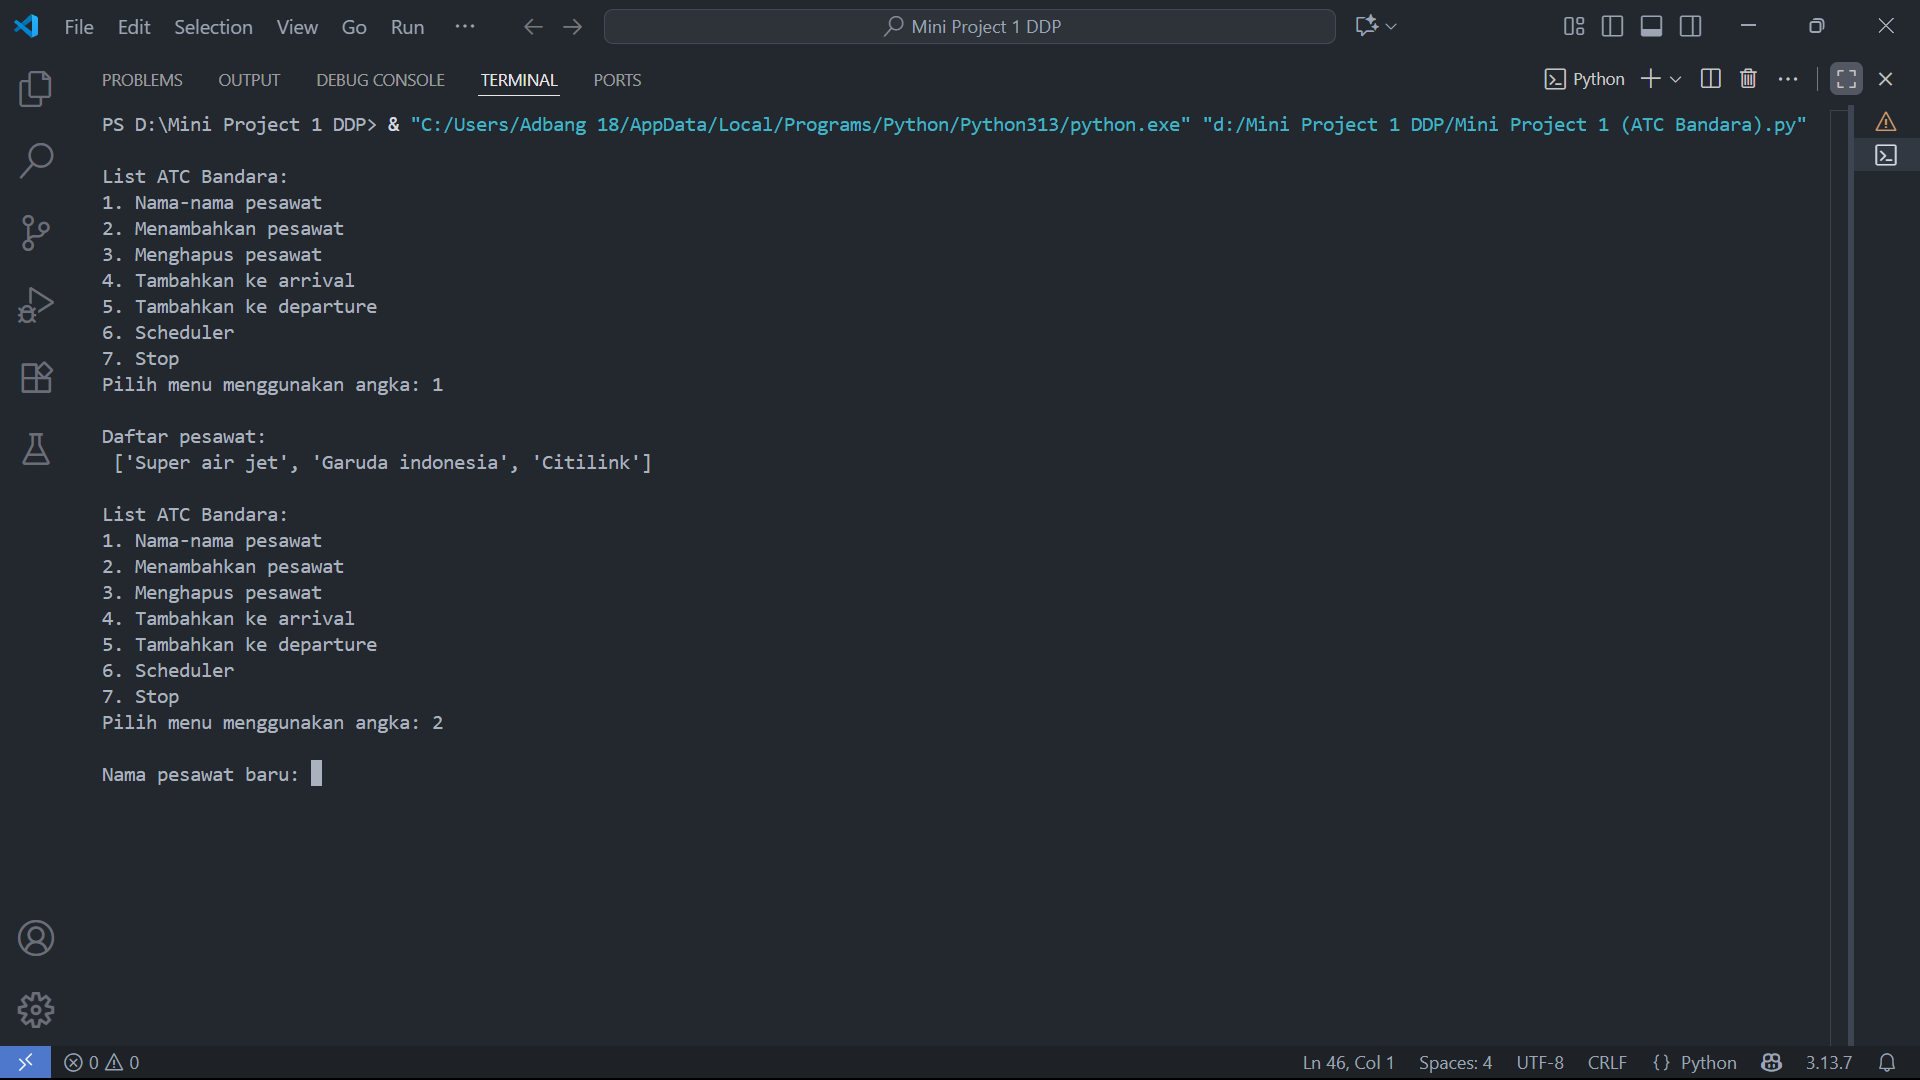 File Edit Selection View Go Run ···
Mini Project 1 DDP
PROBLEMS OUTPUT DEBUG CONSOLE TERMINAL PORTS
Python
PS D:\Mini Project 1 DDP> & "C:/Users/Adbang 18/AppData/Local/Programs/Python/Python313/python.exe" "d:/Mini Project 1 DDP/Mini Project 1 (ATC Bandara).py"
List ATC Bandara:
1. Nama-nama pesawat
2. Menambahkan pesawat
3. Menghapus pesawat
4. Tambahkan ke arrival
5. Tambahkan ke departure
6. Scheduler
7. Stop
Pilih menu menggunakan angka: 1
Daftar pesawat:
['Super air jet', 'Garuda indonesia', 'Citilink']
List ATC Bandara:
1. Nama-nama pesawat
2. Menambahkan pesawat
3. Menghapus pesawat
4. Tambahkan ke arrival
5. Tambahkan ke departure
6. Scheduler
7. Stop
Pilih menu menggunakan angka: 2
Nama pesawat baru:
0 0 Ln 46, Col 1 Spaces: 4 UTF-8 CRLF {} Python 3.13.7